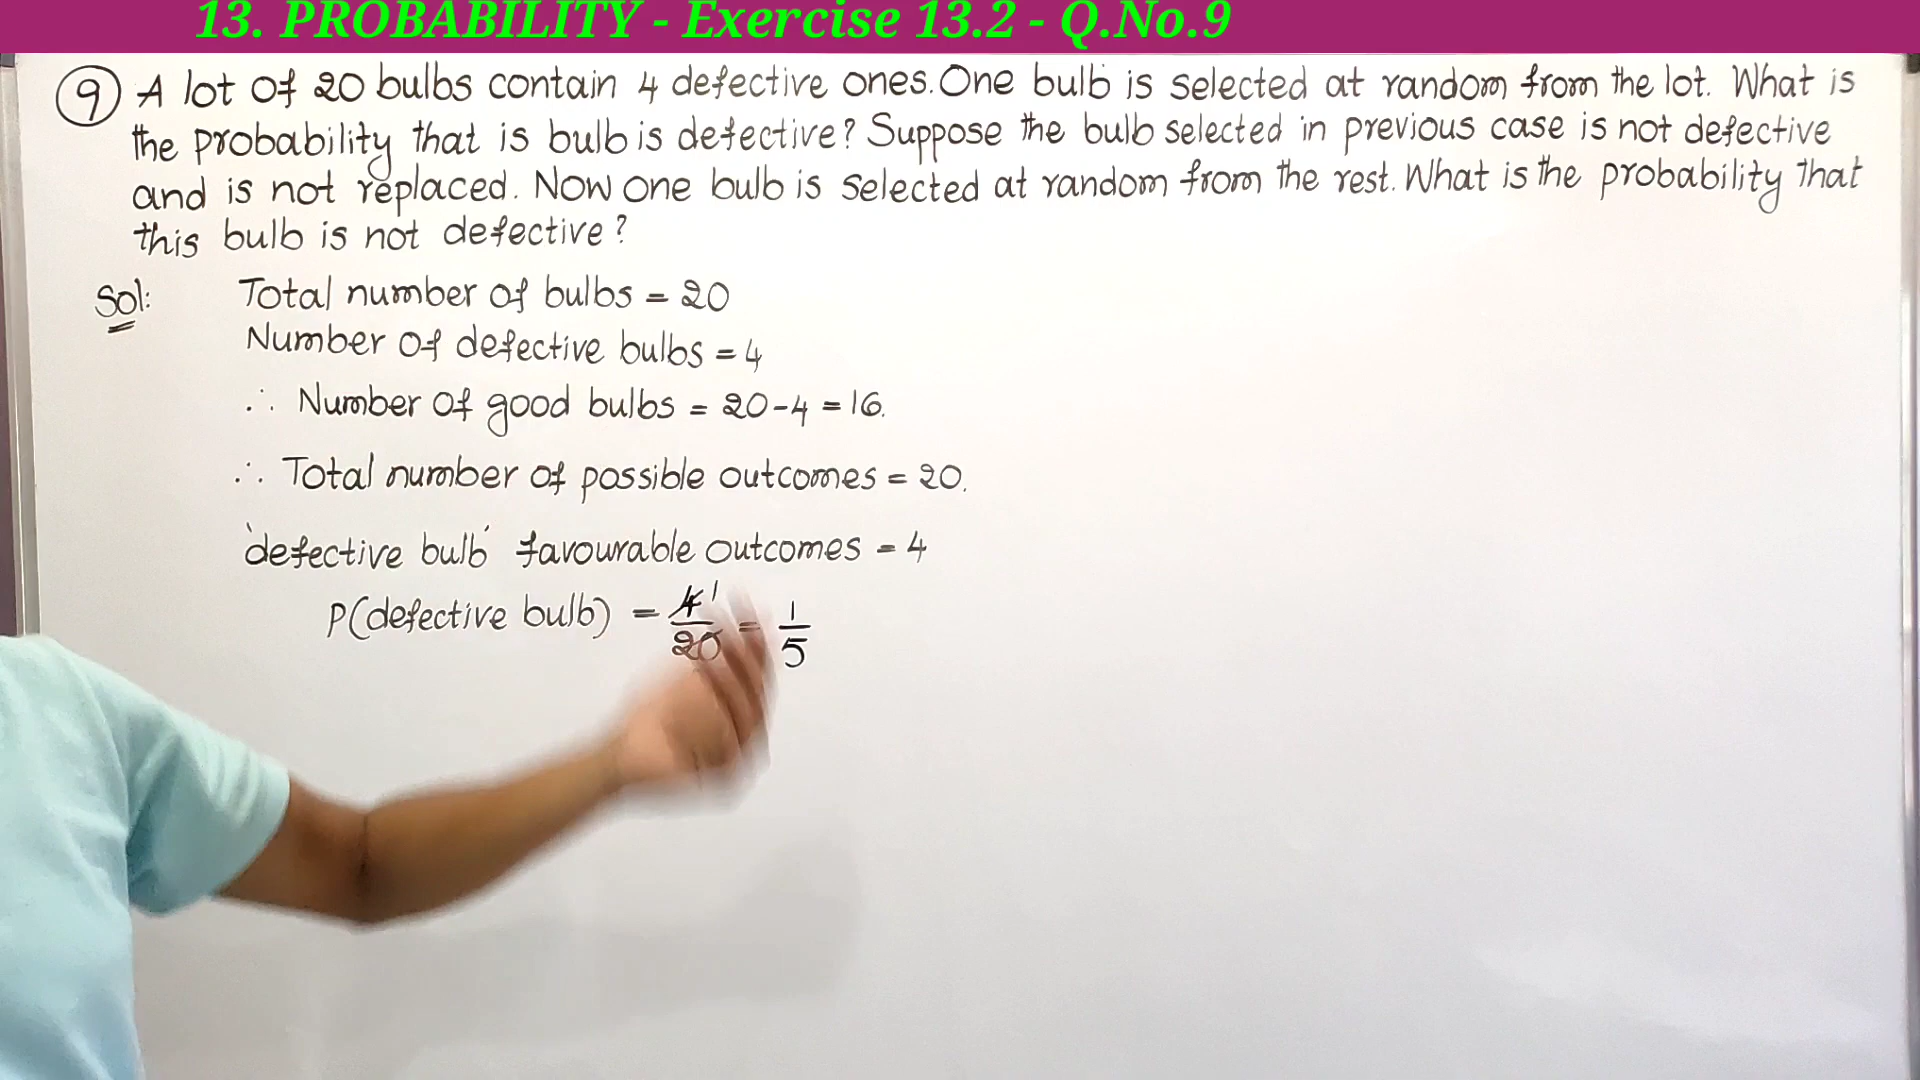 13. PROBABILITY - Exercise 13.2 - Q.No.9
9 A lot of 20 bulbs contain 4 defective ones. One bulb is selected at random from the lot. What is
the probability that is bulb is defective? Suppose the bulb selected in previous case is not defective
and is not replaced. Now one bulb is selected at random from the rest. What is the probability that
this bulb is not defective?
Sol: Total number of bulbs = 20
Number of defective bulbs = 4
∴ Number of good bulbs = 20-4 = 16.
∴ Total number of possible outcomes = 20.
'defective bulb' favourable outcomes = 4
P(defective bulb) = 4 1/20 = 1/5